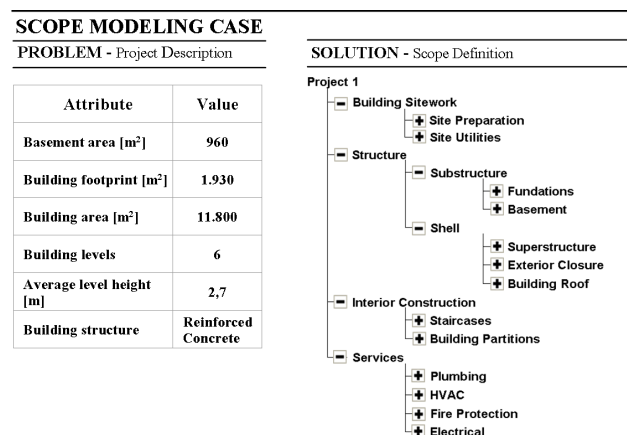 SCOPE MODELING CASE
PROBLEM - Project Description
Attribute Value
Basement area [m²] 960
Building footprint [m²] 1.930
Building area [m²] 11.800
Building levels 6
Average level height [m] 2,7
Building structure Reinforced Concrete
SOLUTION - Scope Definition
Project 1
Building Sitework
Site Preparation
Site Utilities
Structure
Substructure
Fundations
Basement
Shell
Superstructure
Exterior Closure
Building Roof
Interior Construction
Staircases
Building Partitions
Services
Plumbing
HVAC
Fire Protection
Electrical